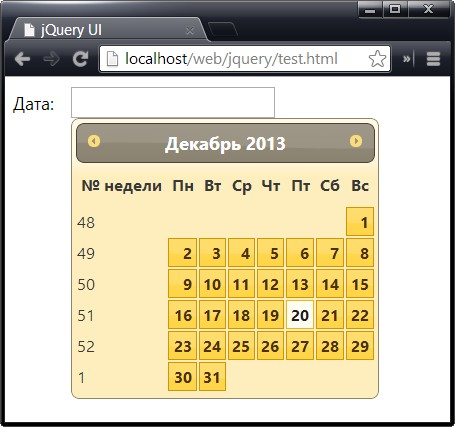 jQuery UI
localhost/web/jquery/test.html
Дата:
Декабрь 2013
№ недели Пн Вт Ср Чт Пт Сб Вс
48 1
49 2 3 4 5 6 7 8
50 9 10 11 12 13 14 15
51 16 17 18 19 20 21 22
52 23 24 25 26 27 28 29
1 30 31